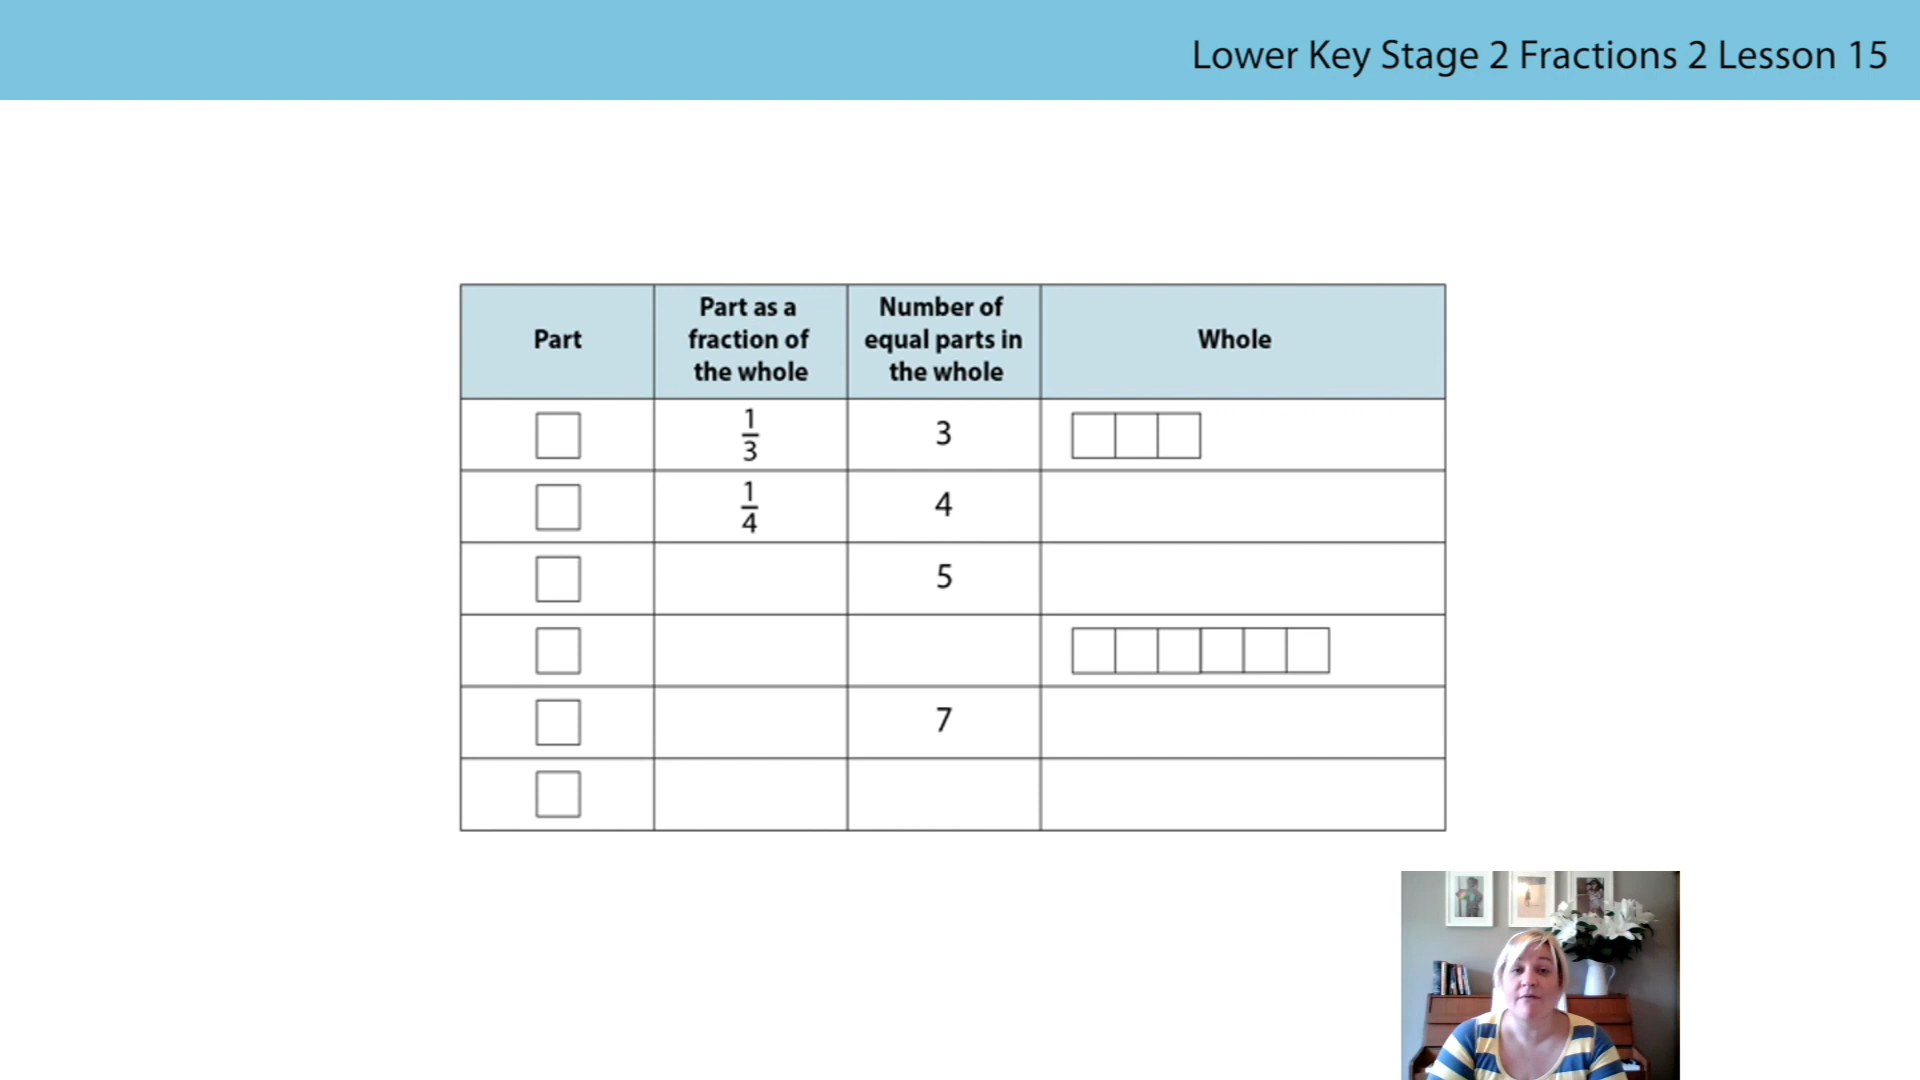 Lower Key Stage 2 Fractions 2 Lesson 15
Part
Part as a
fraction of
the whole
Number of
equal parts in
the whole
Whole
1/3 3
1/4 4
5
7